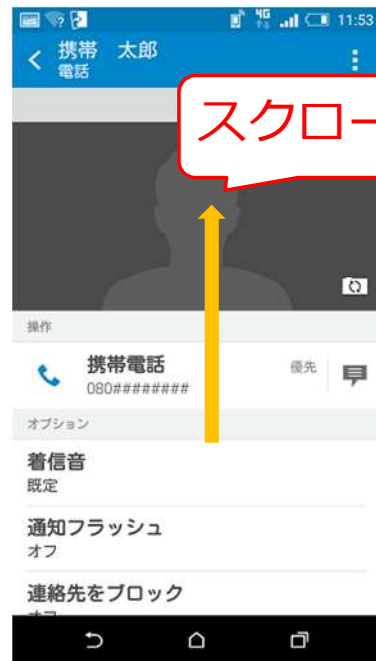 4G 11:53
携帯 太郎
電話
スクロー
操作
携帯電話 優先
080########
オプション
着信音
既定
通知フラッシュ
オフ
連絡先をブロック